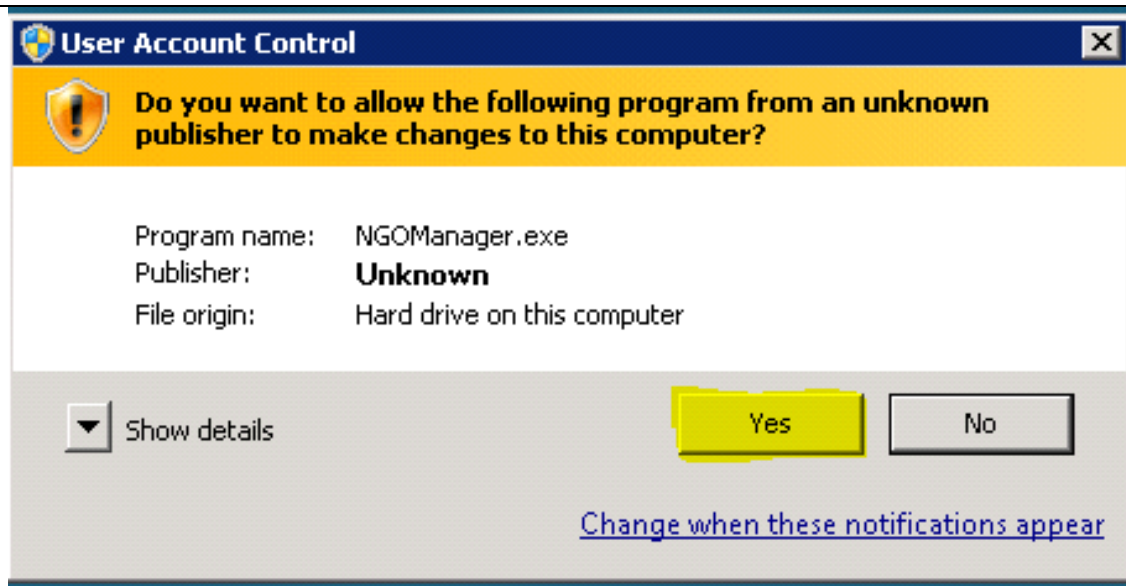 User Account Control
Do you want to allow the following program from an unknown
publisher to make changes to this computer?
Program name: NGOManager.exe
Publisher: Unknown
File origin: Hard drive on this computer
Show details
Yes
No
Change when these notifications appear